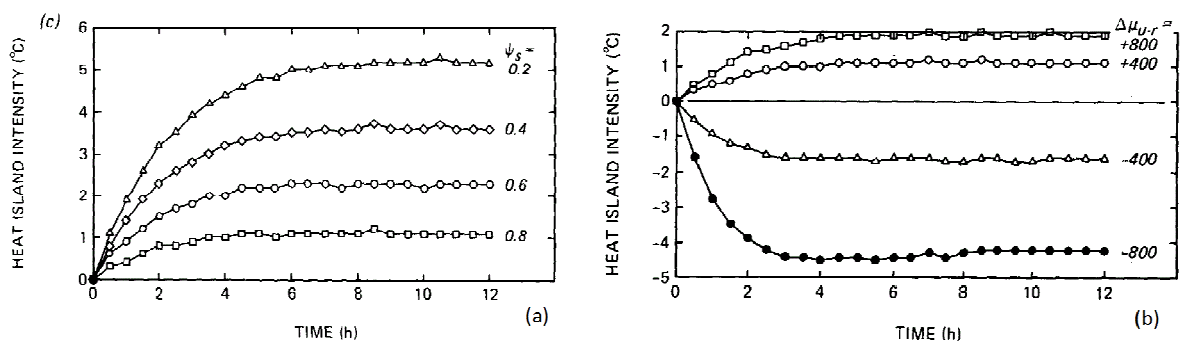 (c)
HEAT ISLAND INTENSITY (°C)
6
5
4
3
2
1
0
0 2 4 6 8 10 12
TIME (h)
ψs*
0.2
0.4
0.6
0.8
(a)
HEAT ISLAND INTENSITY (°C)
2
1
0
-1
-2
-3
-4
-5
0 2 4 6 8 10 12
TIME (h)
Δμu-r =
+800
+400
-400
-800
(b)